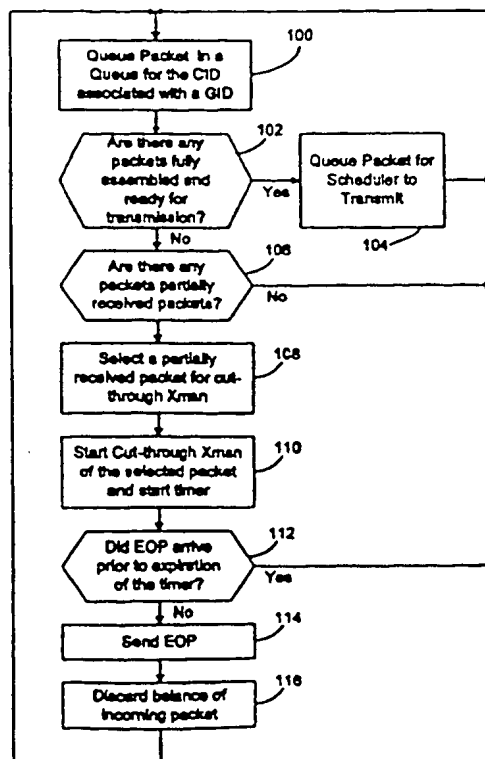 100
Queue Packet In a
Queue for the CID
associated with a GID
102
Are there any
packets fully
assembled and
ready for
transmission?
Yes
Queue Packet for
Scheduler to
Transmit
104
No
106
Are there any
packets partially
received packets?
No
108
Select a partially
received packet for cut-
through Xman
110
Start Cut-through Xman
of the selected packet
and start timer
112
Did EOP arrive
prior to expiration
of the timer?
Yes
No
114
Send EOP
116
Discard balance of
incoming packet